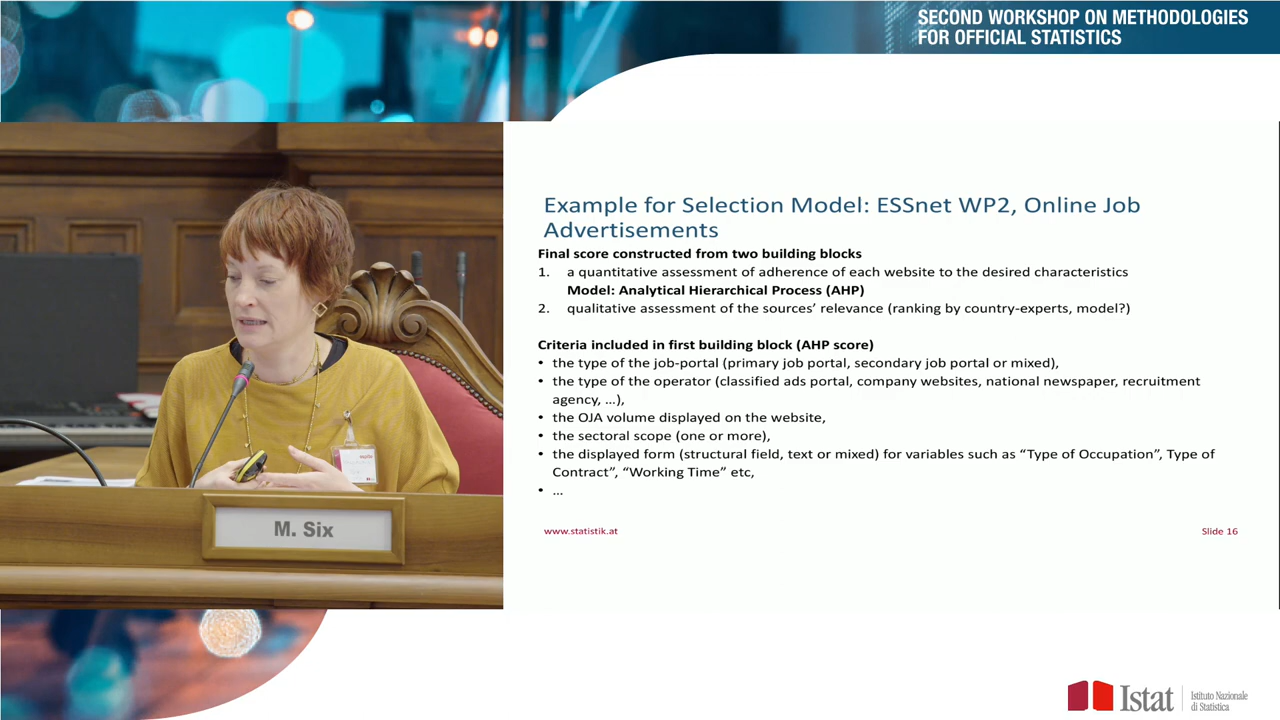 SECOND WORKSHOP ON METHODOLOGIES
FOR OFFICIAL STATISTICS
Example for Selection Model: ESSnet WP2, Online Job
Advertisements
Final score constructed from two building blocks
1. a quantitative assessment of adherence of each website to the desired characteristics
Model: Analytical Hierarchical Process (AHP)
2. qualitative assessment of the sources’ relevance (ranking by country-experts, model?)
Criteria included in first building block (AHP score)
• the type of the job-portal (primary job portal, secondary job portal or mixed),
• the type of the operator (classified ads portal, company websites, national newspaper, recruitment
agency, …),
• the OJA volume displayed on the website,
• the sectoral scope (one or more),
• the displayed form (structural field, text or mixed) for variables such as “Type of Occupation”, Type of
Contract”, “Working Time” etc,
• …
www.statistik.at
Slide 16
M. Six
Istat
Istituto Nazionale
di Statistica